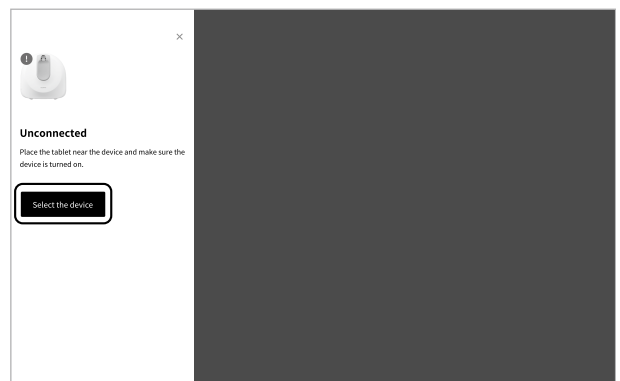 Unconnected
Place the tablet near the device and make sure the
device is turned on.
Select the device